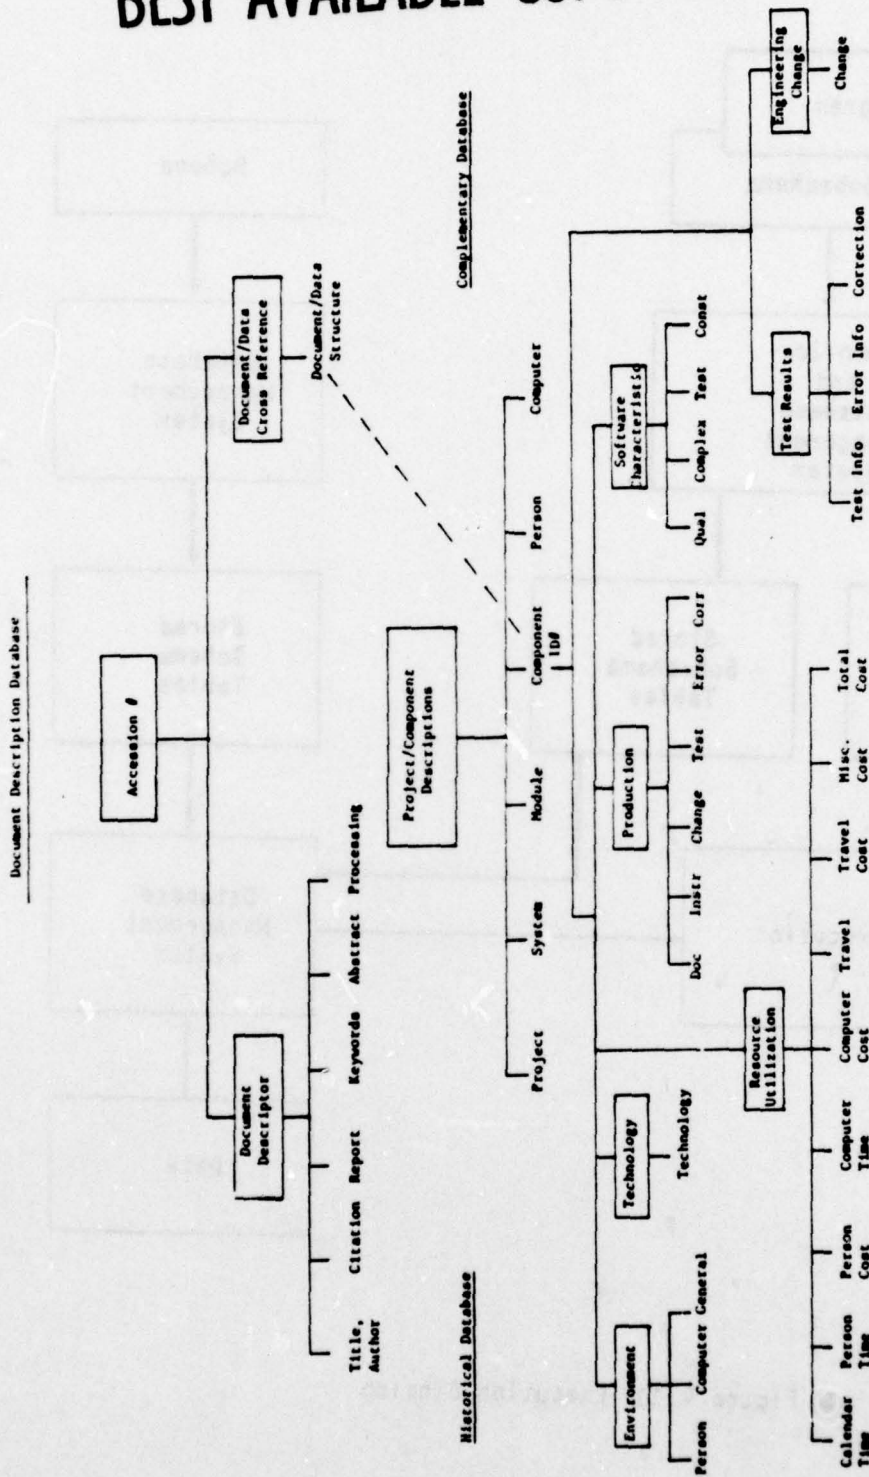 BEST AVAILABLE
Document Description Database
Accession #
Document
Descriptor
Document/Data
Cross Reference
Title,
Author
Citation
Report
Keywords
Abstract
Processing
Document/Data
Structure
Historical Database
Complementary Database
Project/Component
Descriptions
Project
System
Module
Component
ID#
Person
Computer
Environment
Technology
Production
Software
Characteristic
Person
Computer
General
Technology
Doc
Instr
Change
Test
Error
Corr
Qual
Complex
Test
Const
Resource
Utilization
Test Results
Engineering
Change
Calendar
Time
Person
Time
Person
Cost
Computer
Time
Computer
Cost
Travel
Travel
Cost
Misc.
Cost
Total
Cost
Test Info
Error Info
Correction
Change